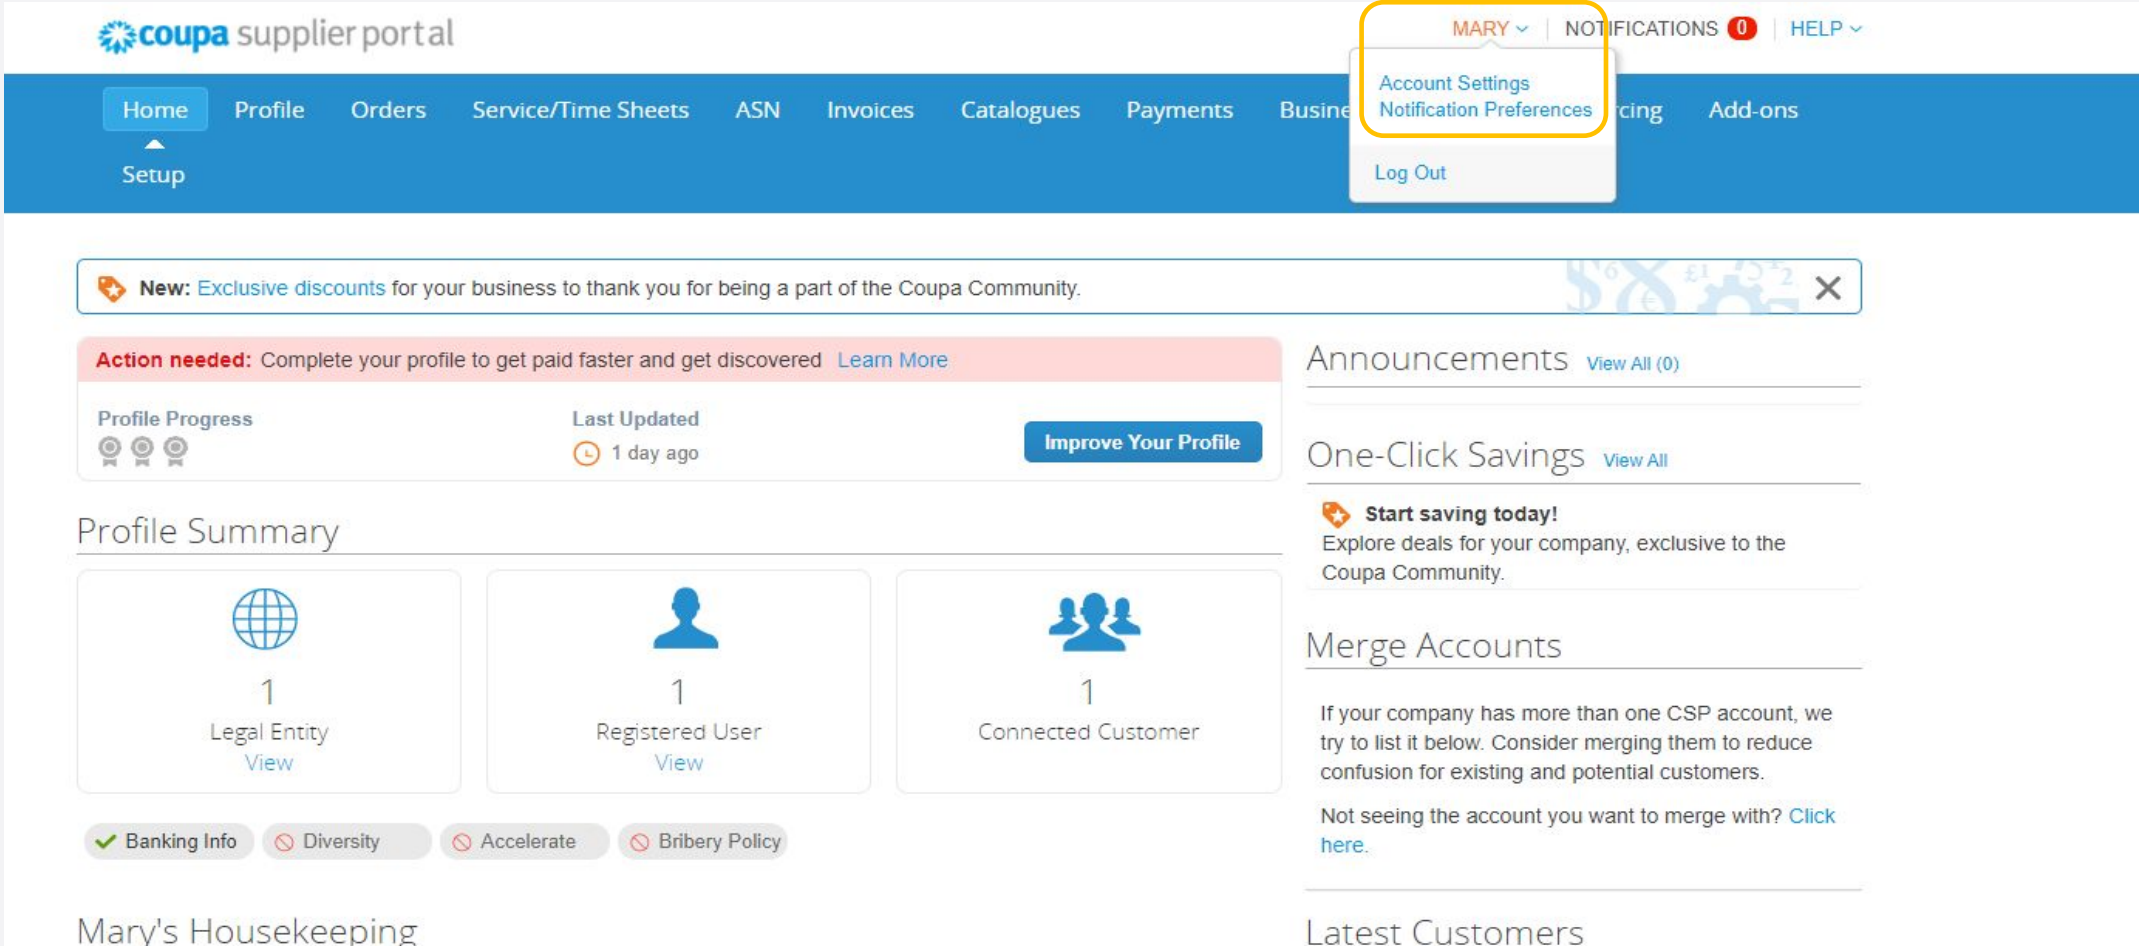 coupa supplier portal
MARY
NOTIFICATIONS 0
HELP
Account Settings
Notification Preferences
Log Out
Home Profile Orders Service/Time Sheets ASN Invoices Catalogues Payments Busine cing Add-ons
Setup
New: Exclusive discounts for your business to thank you for being a part of the Coupa Community.
Action needed: Complete your profile to get paid faster and get discovered Learn More
Profile Progress
Last Updated
1 day ago
Improve Your Profile
Profile Summary
1
Legal Entity
View
1
Registered User
View
1
Connected Customer
Banking Info
Diversity
Accelerate
Bribery Policy
Mary's Housekeeping
Announcements View All (0)
One-Click Savings View All
Start saving today!
Explore deals for your company, exclusive to the
Coupa Community.
Merge Accounts
If your company has more than one CSP account, we
try to list it below. Consider merging them to reduce
confusion for existing and potential customers.
Not seeing the account you want to merge with? Click
here.
Latest Customers